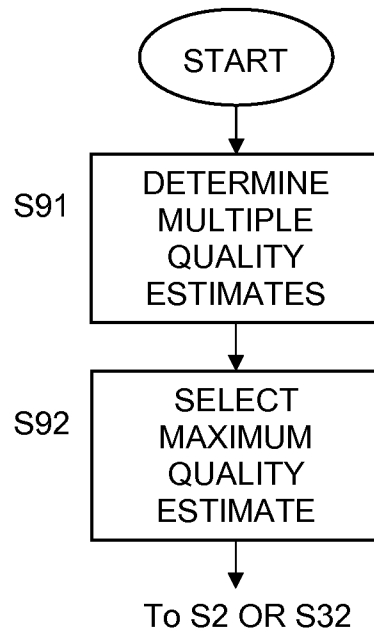 START
S91
DETERMINE
MULTIPLE
QUALITY
ESTIMATES
S92
SELECT
MAXIMUM
QUALITY
ESTIMATE
To S2 OR S32